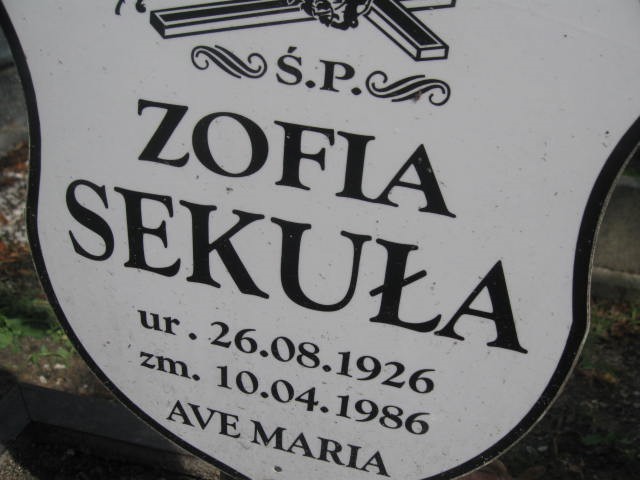 Ś.P.
ZOFIA
SEKUŁA
ur. 26.08.1926
zm. 10.04.1986
AVE MARIA